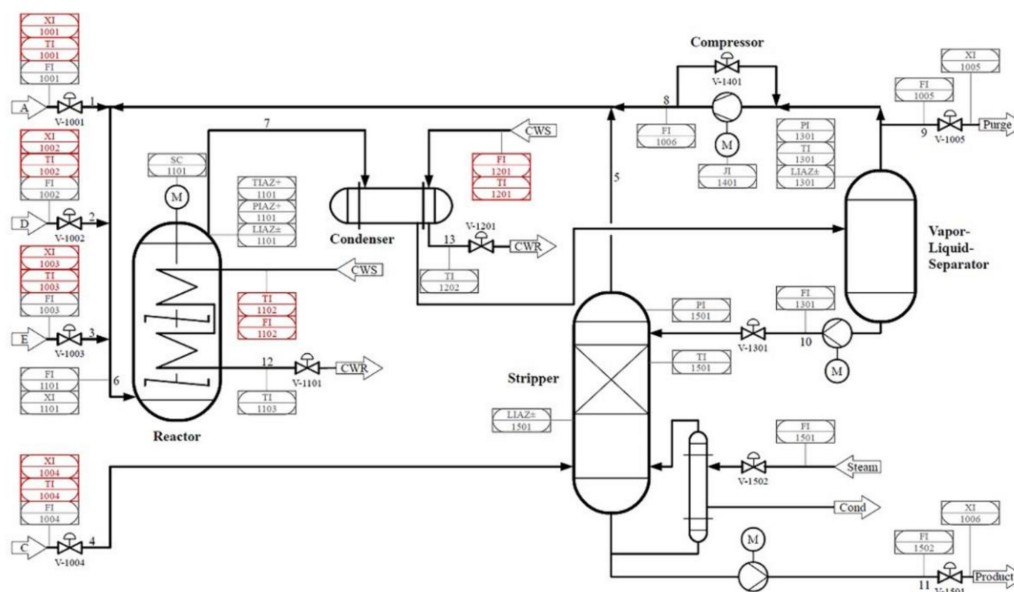 XI
1001
TI
1001
FI
1001
A
V-1001
1
XI
1002
TI
1002
FI
1002
D
V-1002
2
XI
1003
TI
1003
FI
1003
E
V-1003
3
FI
1101
XI
1101
6
XI
1004
TI
1004
FI
1004
C
V-1004
4
7
SC
1101
M
TIAZ+
1101
PIAZ+
1101
LIAZ±
1101
CWS
TI
1102
FI
1102
12
V-1101
CWR
TI
1103
Reactor
CWS
FI
1201
TI
1201
Condenser
13
V-1201
CWR
TI
1202
Compressor
V-1401
8
FI
1006
M
JI
1401
5
PI
1301
TI
1301
LIAZ±
1301
FI
1005
XI
1005
9
V-1005
Purge
Vapor-
Liquid-
Separator
FI
1301
V-1301
10
M
PI
1501
TI
1501
Stripper
LIAZ±
1501
FI
1501
V-1502
Steam
Cond
M
FI
1502
XI
1006
11
V-1501
Product